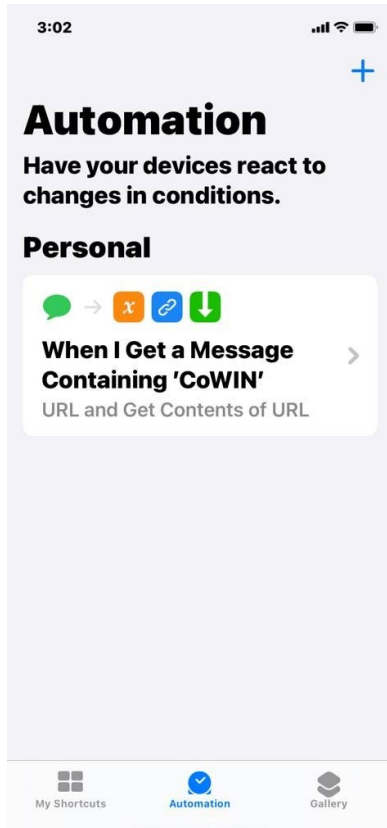 3:02
Automation
Have your devices react to
changes in conditions.
Personal
x
When I Get a Message
Containing 'CoWIN'
URL and Get Contents of URL
My Shortcuts
Automation
Gallery